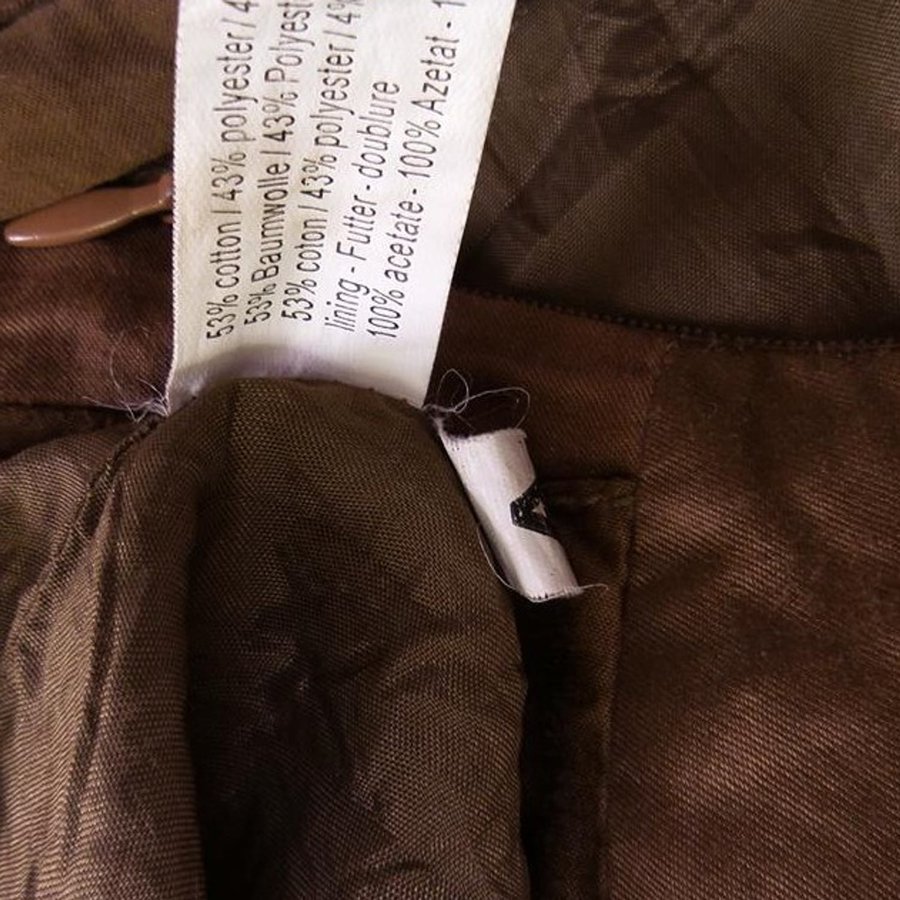 53% cotton / 43% polyester / 4
53% Baumwolle / 43% Polyest
53% coton / 43% polyester / 4%
lining - Futter - doublure
100% acetate - 100% Azetat - 1